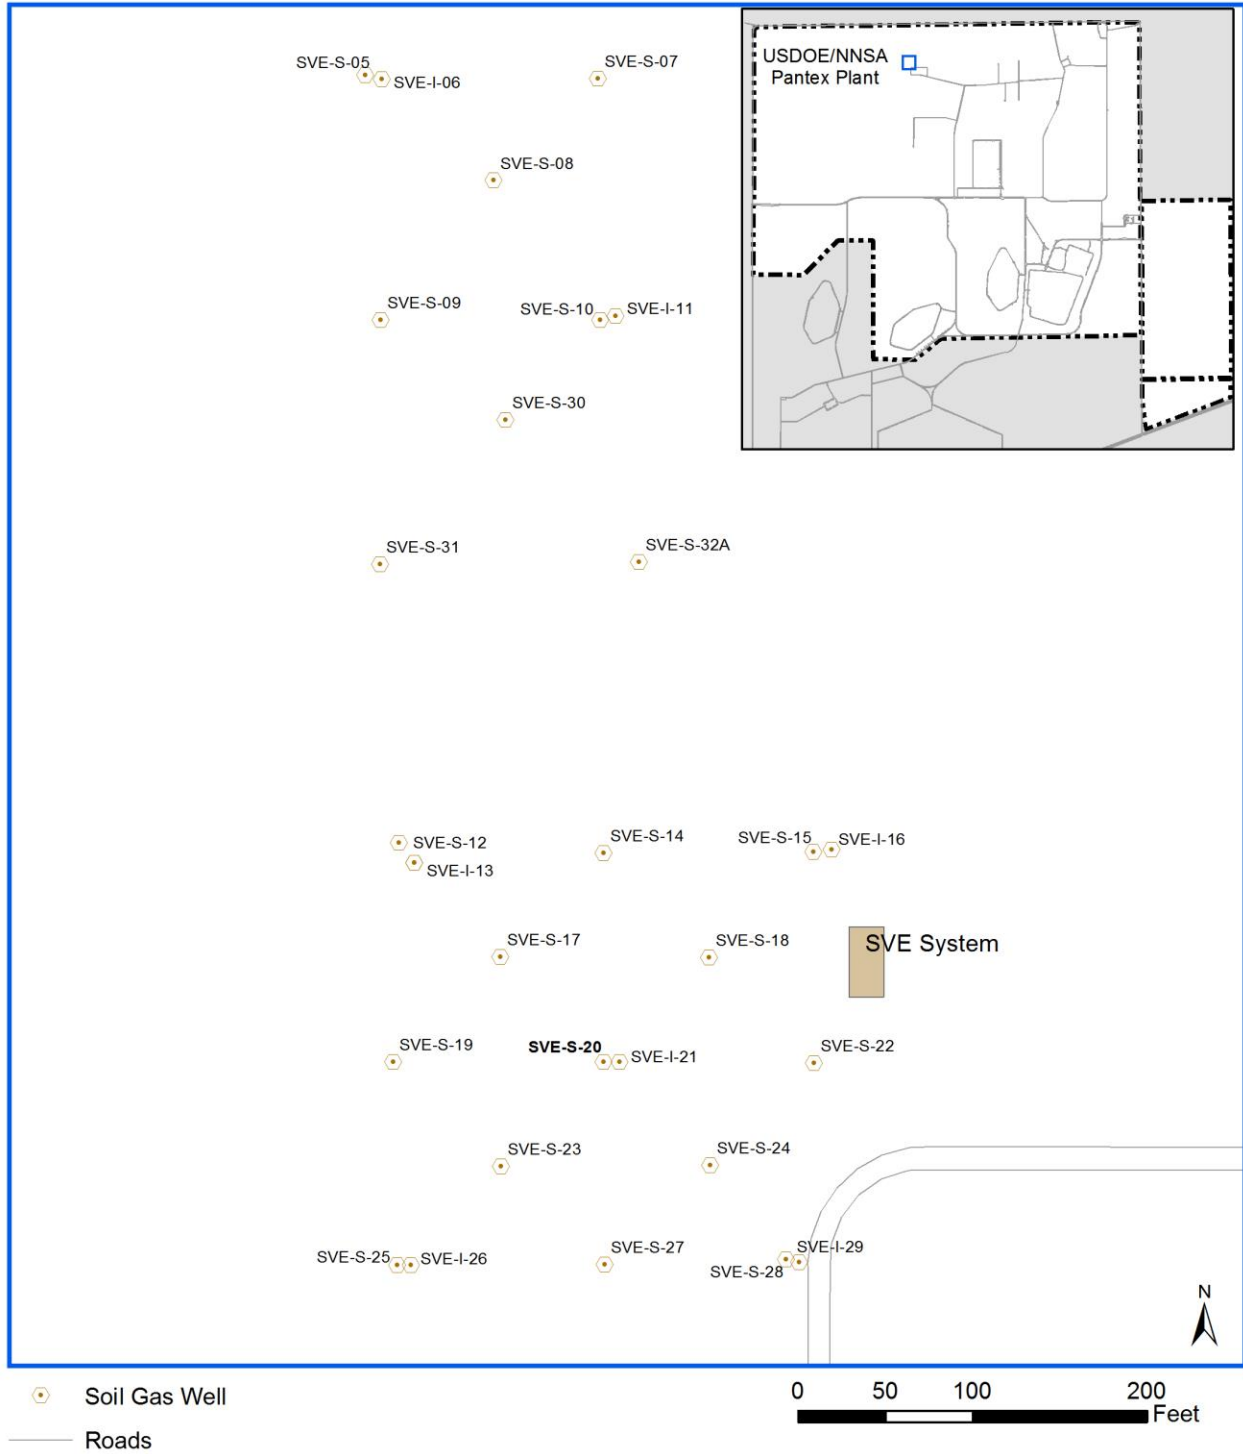 USDOE/NNSA
Pantex Plant
SVE-S-05
SVE-I-06
SVE-S-07
SVE-S-08
SVE-S-09
SVE-S-10
SVE-I-11
SVE-S-30
SVE-S-31
SVE-S-32A
SVE-S-12
SVE-I-13
SVE-S-14
SVE-S-15
SVE-I-16
SVE-S-17
SVE-S-18
SVE System
SVE-S-19
SVE-S-20
SVE-I-21
SVE-S-22
SVE-S-23
SVE-S-24
SVE-S-25
SVE-I-26
SVE-S-27
SVE-I-29
SVE-S-28
N
Soil Gas Well
Roads
0 50 100 200
Feet